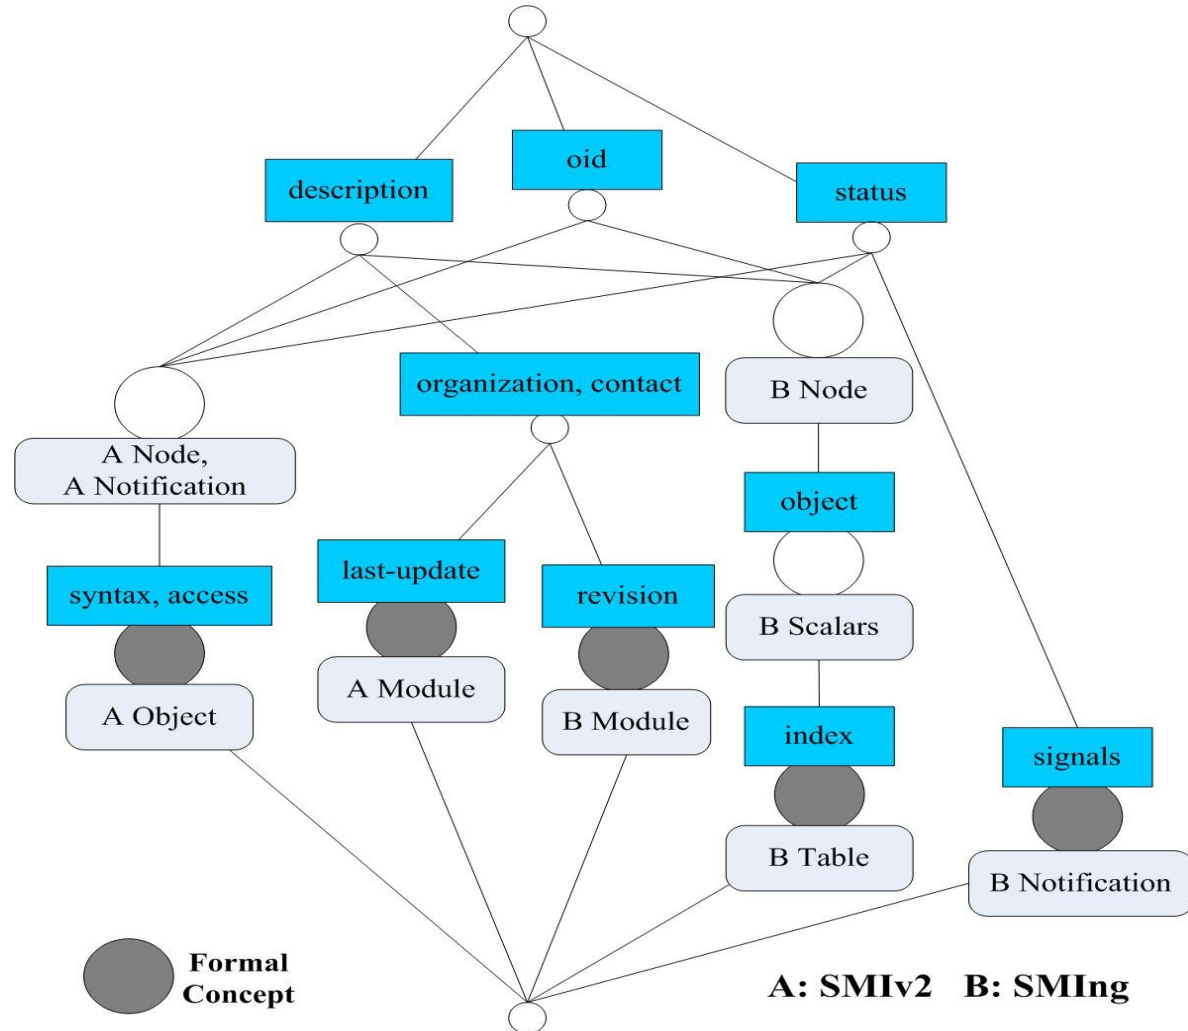 oid
description
status
organization, contact
B Node
A Node,
A Notification
object
last-update
syntax, access
revision
B Scalars
A Module
A Object
B Module
index
signals
B Table
B Notification
Formal
Concept
A: SMIv2 B: SMIng